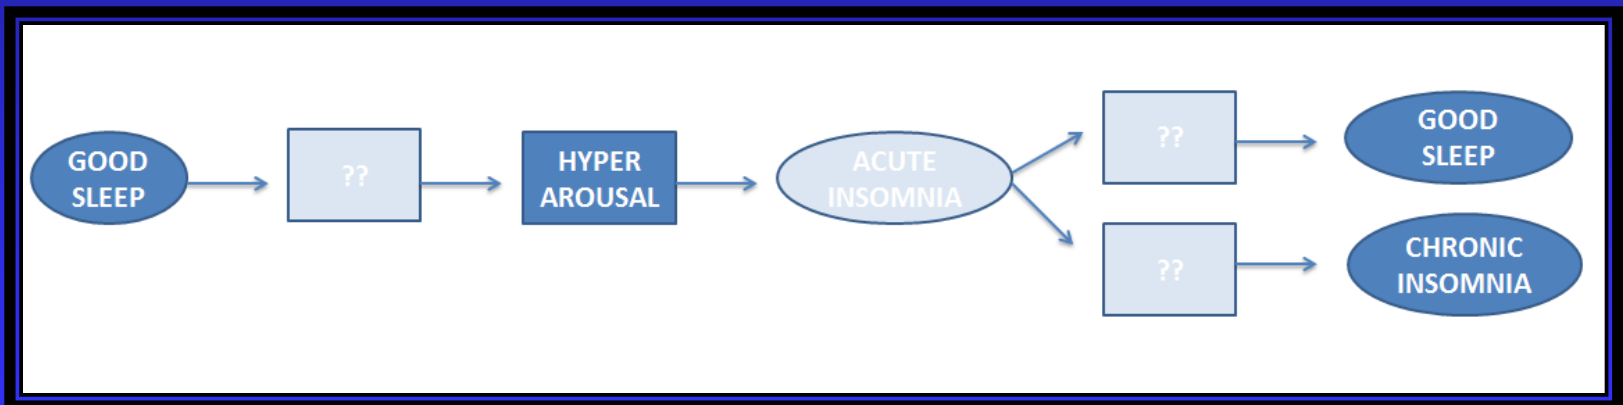 GOOD
SLEEP
??
HYPER
AROUSAL
ACUTE
INSOMNIA
??
GOOD
SLEEP
??
CHRONIC
INSOMNIA